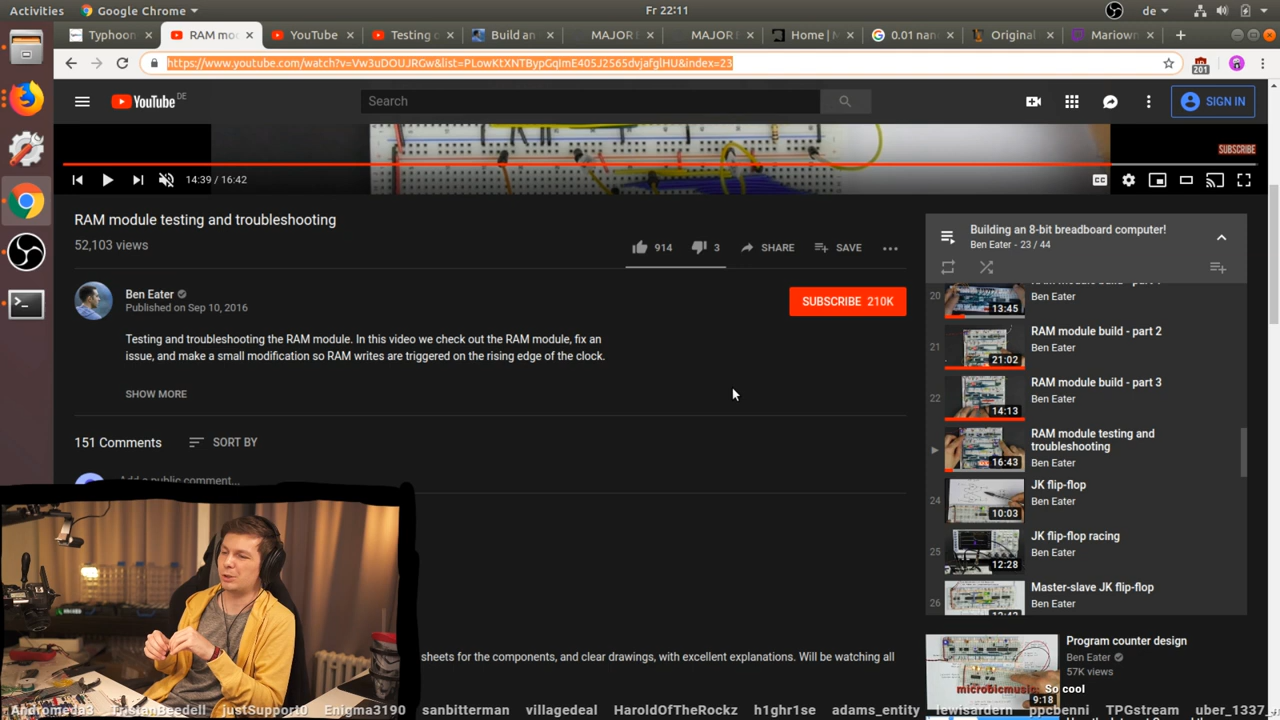 Activities
Google Chrome
Fr 22:11
de
Typhoon
RAM mo
YouTube
Testing o
Build an
MAJOR
MAJOR
Home | M
0.01 nan
Original
Mariown
https://www.youtube.com/watch?v=Vw3uDOUJRGw&list=PLowKtXNTBypGqImE405J2565dvjafglHU&index=23
201
YouTube DE
Search
SIGN IN
SUBSCRIBE
14:39 / 16:42
CC
RAM module testing and troubleshooting
52,103 views
914
3
SHARE
SAVE
Ben Eater
Published on Sep 10, 2016
SUBSCRIBE 210K
Testing and troubleshooting the RAM module. In this video we check out the RAM module, fix an
issue, and make a small modification so RAM writes are triggered on the rising edge of the clock.
SHOW MORE
151 Comments
SORT BY
Add a public comment...
sheets for the components, and clear drawings, with excellent explanations. Will be watching all
Building an 8-bit breadboard computer!
Ben Eater - 23 / 44
20
13:45
Ben Eater
21
21:02
RAM module build - part 2
Ben Eater
22
14:13
RAM module build - part 3
Ben Eater
16:43
RAM module testing and
troubleshooting
Ben Eater
24
10:03
JK flip-flop
Ben Eater
25
12:28
JK flip-flop racing
Ben Eater
26
Master-slave JK flip-flop
Ben Eater
Program counter design
Ben Eater
57K views
9:18
microbicmusic: So cool
Andromeda3 TristanBeedell justSupport0 Enigma3190 sanbitterman villagedeal HaroldOfTheRockz h1ghr1se adams_entity lewisardern ppcbenni TPGstream uber_1337